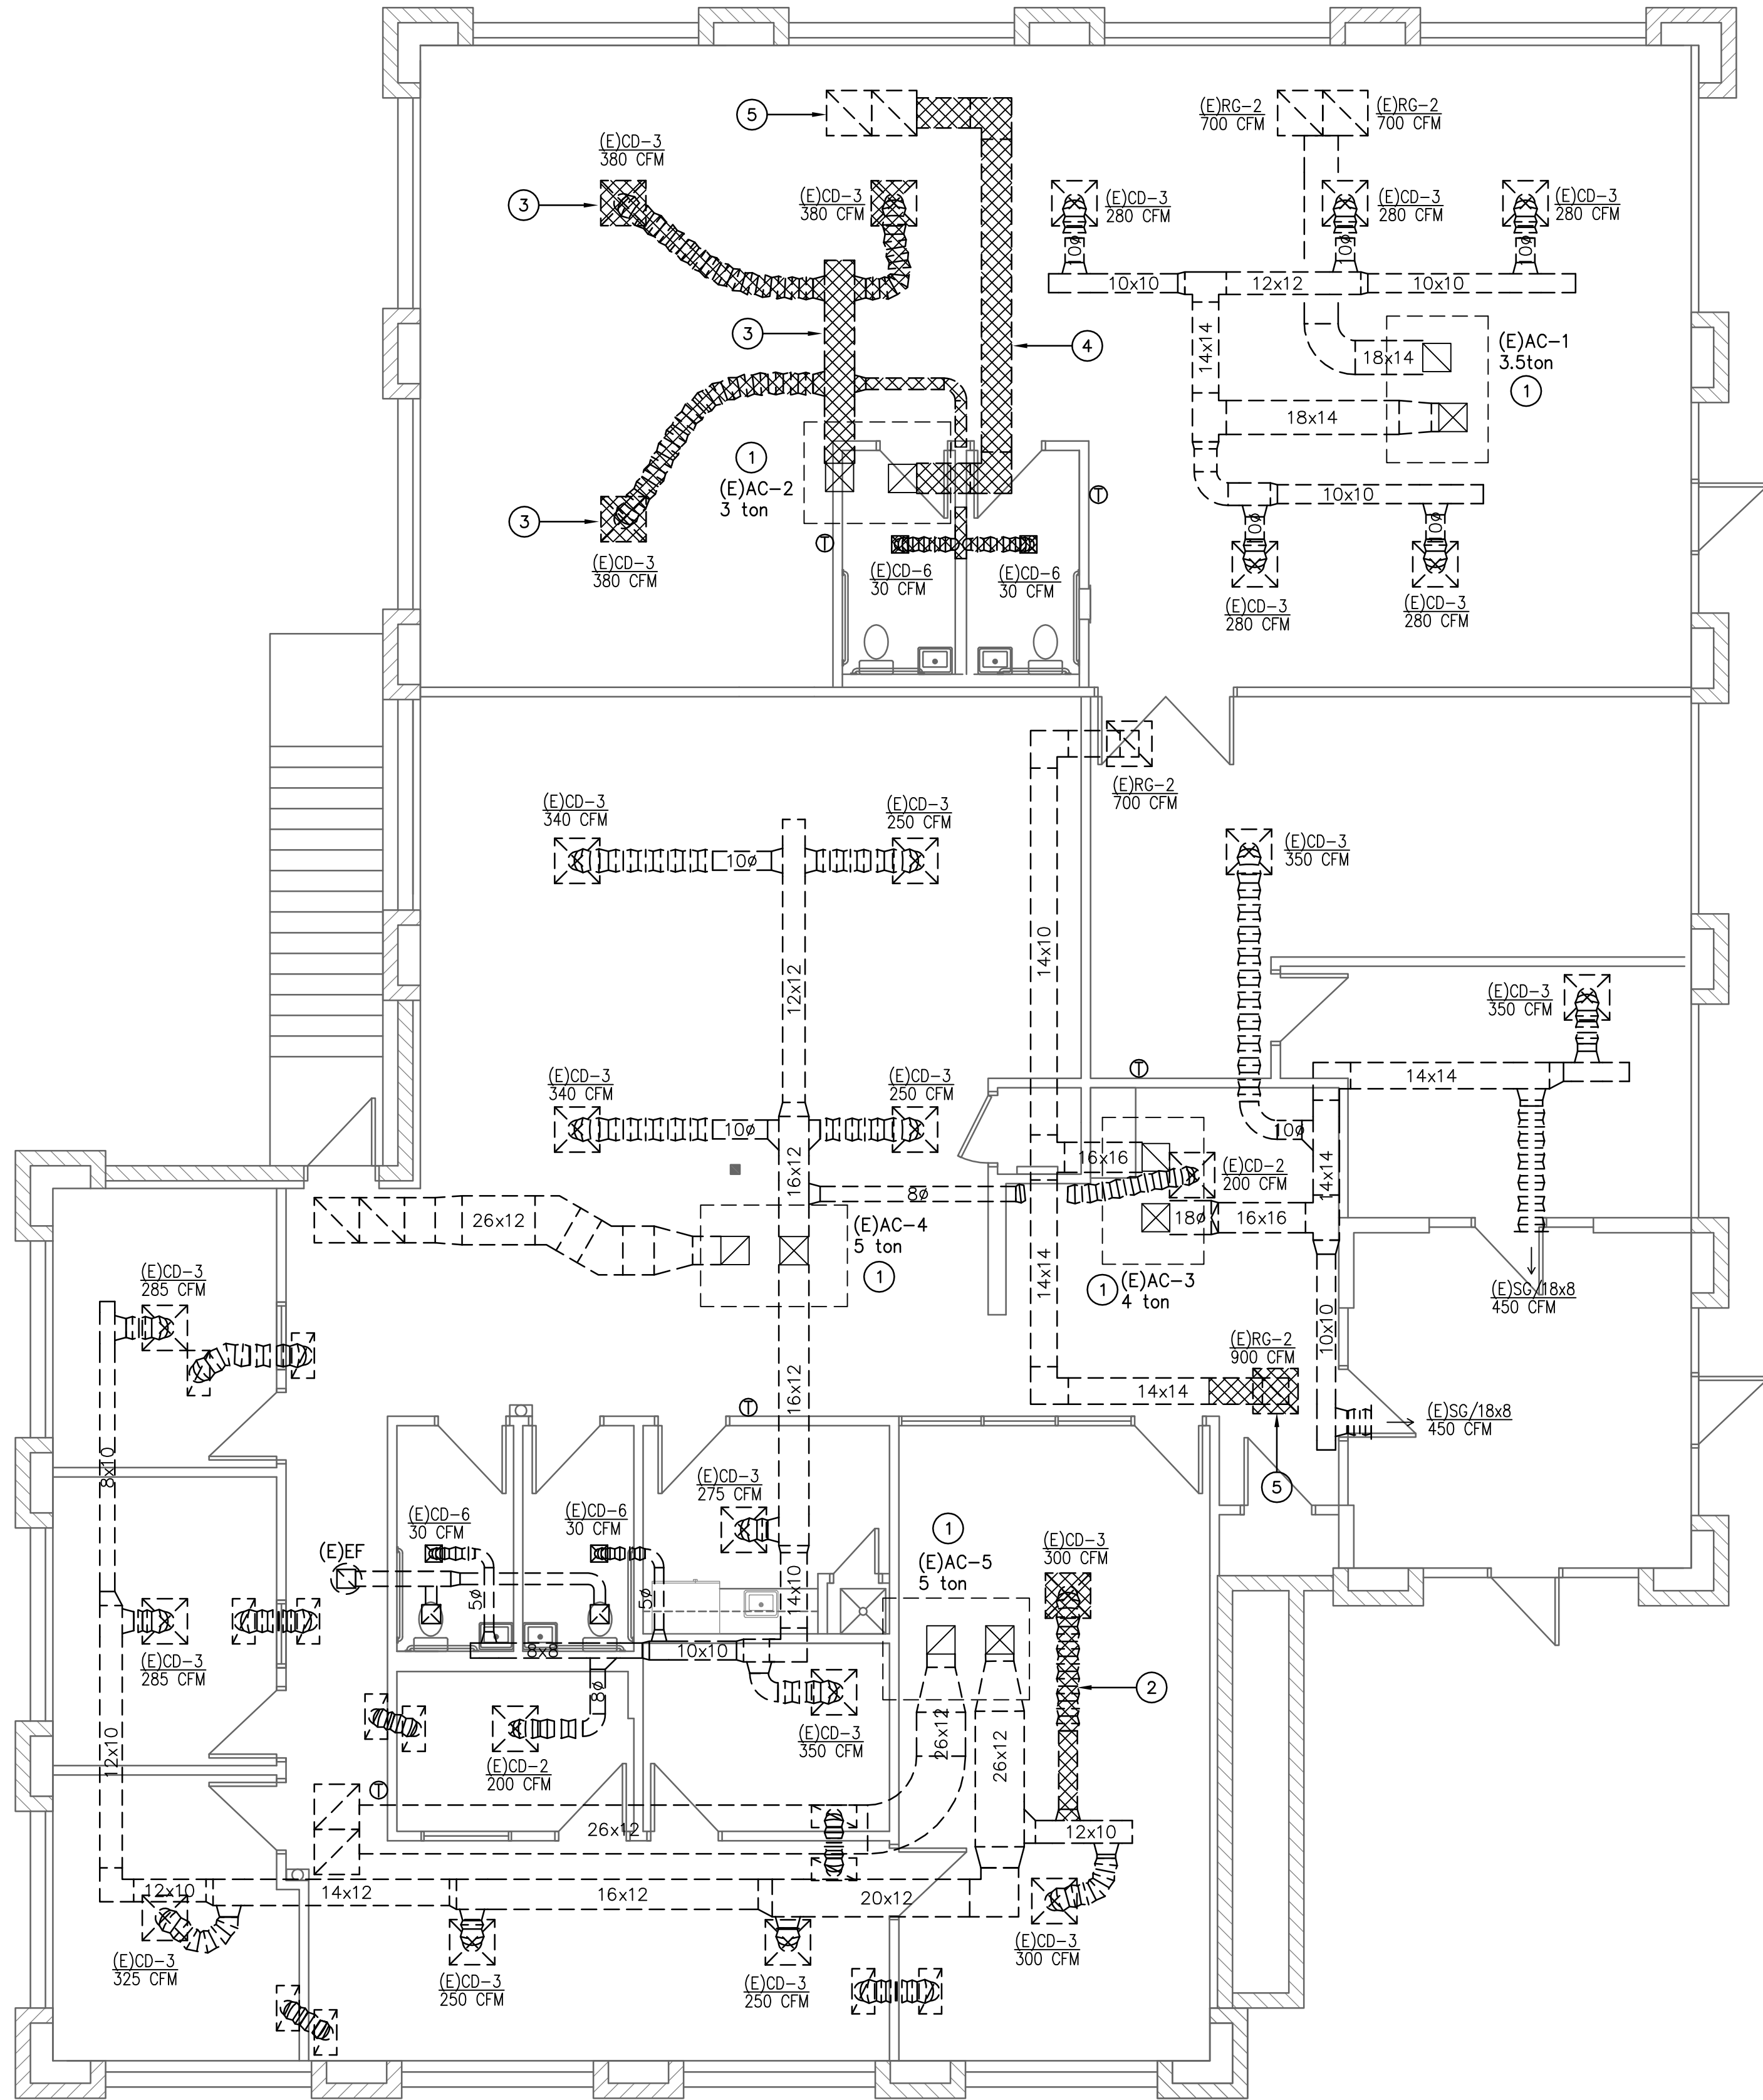 5
(E)RG-2
700 CFM
(E)RG-2
700 CFM
(E)CD-3
380 CFM
3
(E)CD-3
380 CFM
(E)CD-3
280 CFM
(E)CD-3
280 CFM
(E)CD-3
280 CFM
10ø
10ø
10ø
10x10
12x12
10x10
3
4
14x14
18x14
(E)AC-1
3.5ton
1
18x14
1
(E)AC-2
3 ton
3
T
10x10
10ø
10ø
T
(E)CD-3
380 CFM
(E)CD-6
30 CFM
(E)CD-6
30 CFM
(E)CD-3
280 CFM
(E)CD-3
280 CFM
(E)RG-2
700 CFM
(E)CD-3
340 CFM
(E)CD-3
250 CFM
10ø
(E)CD-3
350 CFM
12x12
14x10
(E)CD-3
350 CFM
(E)CD-3
340 CFM
(E)CD-3
250 CFM
T
14x14
10ø
10ø
16x12
16x16
(E)CD-2
200 CFM
14x14
8ø
26x12
(E)AC-4
5 ton
1
18ø
16x16
14x14
1
(E)AC-3
4 ton
(E)SG/18x8
450 CFM
(E)CD-3
285 CFM
10x10
(E)RG-2
900 CFM
16x12
14x14
T
(E)SG/18x8
450 CFM
8x10
5
(E)CD-3
275 CFM
(E)CD-6
30 CFM
(E)CD-6
30 CFM
1
(E)AC-5
5 ton
(E)CD-3
300 CFM
(E)EF
5ø
5ø
14x10
(E)CD-3
285 CFM
8x8
10x10
8ø
2
12x10
(E)CD-3
350 CFM
26x12
26x12
(E)CD-2
200 CFM
T
26x12
12x10
12x10
14x12
16x12
20x12
(E)CD-3
325 CFM
(E)CD-3
250 CFM
(E)CD-3
250 CFM
(E)CD-3
300 CFM